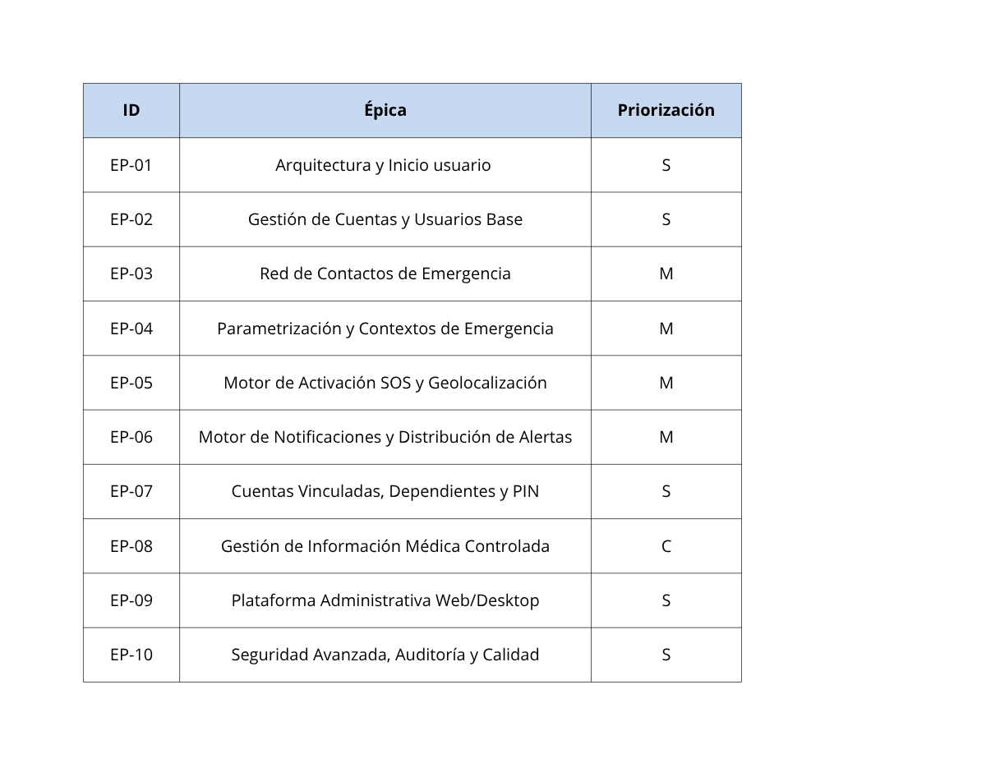 ID Épica Priorización
EP-01 Arquitectura y Inicio usuario S
EP-02 Gestión de Cuentas y Usuarios Base S
EP-03 Red de Contactos de Emergencia M
EP-04 Parametrización y Contextos de Emergencia M
EP-05 Motor de Activación SOS y Geolocalización M
EP-06 Motor de Notificaciones y Distribución de Alertas M
EP-07 Cuentas Vinculadas, Dependientes y PIN S
EP-08 Gestión de Información Médica Controlada C
EP-09 Plataforma Administrativa Web/Desktop S
EP-10 Seguridad Avanzada, Auditoría y Calidad S